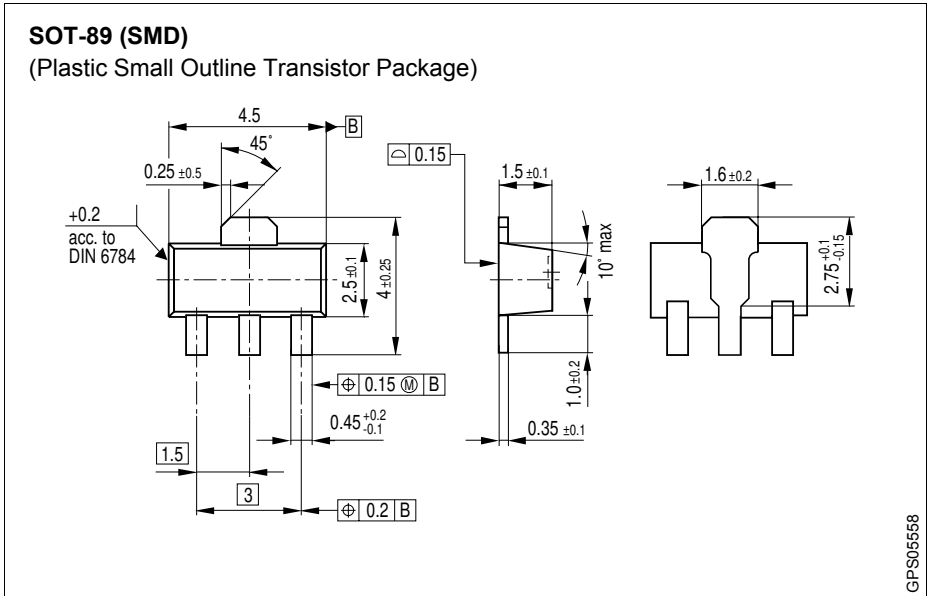 SOT-89 (SMD)
(Plastic Small Outline Transistor Package)
4.5
B
45°
0.25 ±0.5
+0.2
acc. to
DIN 6784
2.5 ±0.1
4 ±0.25
⌖ 0.15 Ⓜ B
0.45 +0.2 -0.1
1.5
3
⌖ 0.2 B
⌓ 0.15
1.5 ±0.1
10° max
1.0 ±0.2
0.35 ±0.1
1.6 ±0.2
2.75 +0.1 -0.15
GPS05558